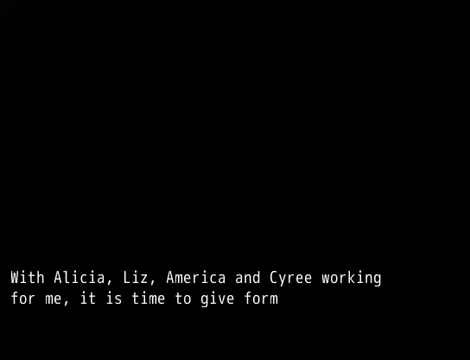 With Alicia, Liz, America and Cyree working
for me, it is time to give form